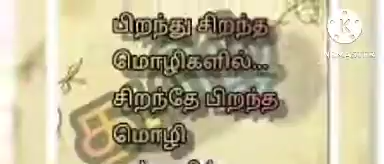 பிறந்து சிறந்த
மொழிகளில்...
சிறந்தே பிறந்த
மொழி